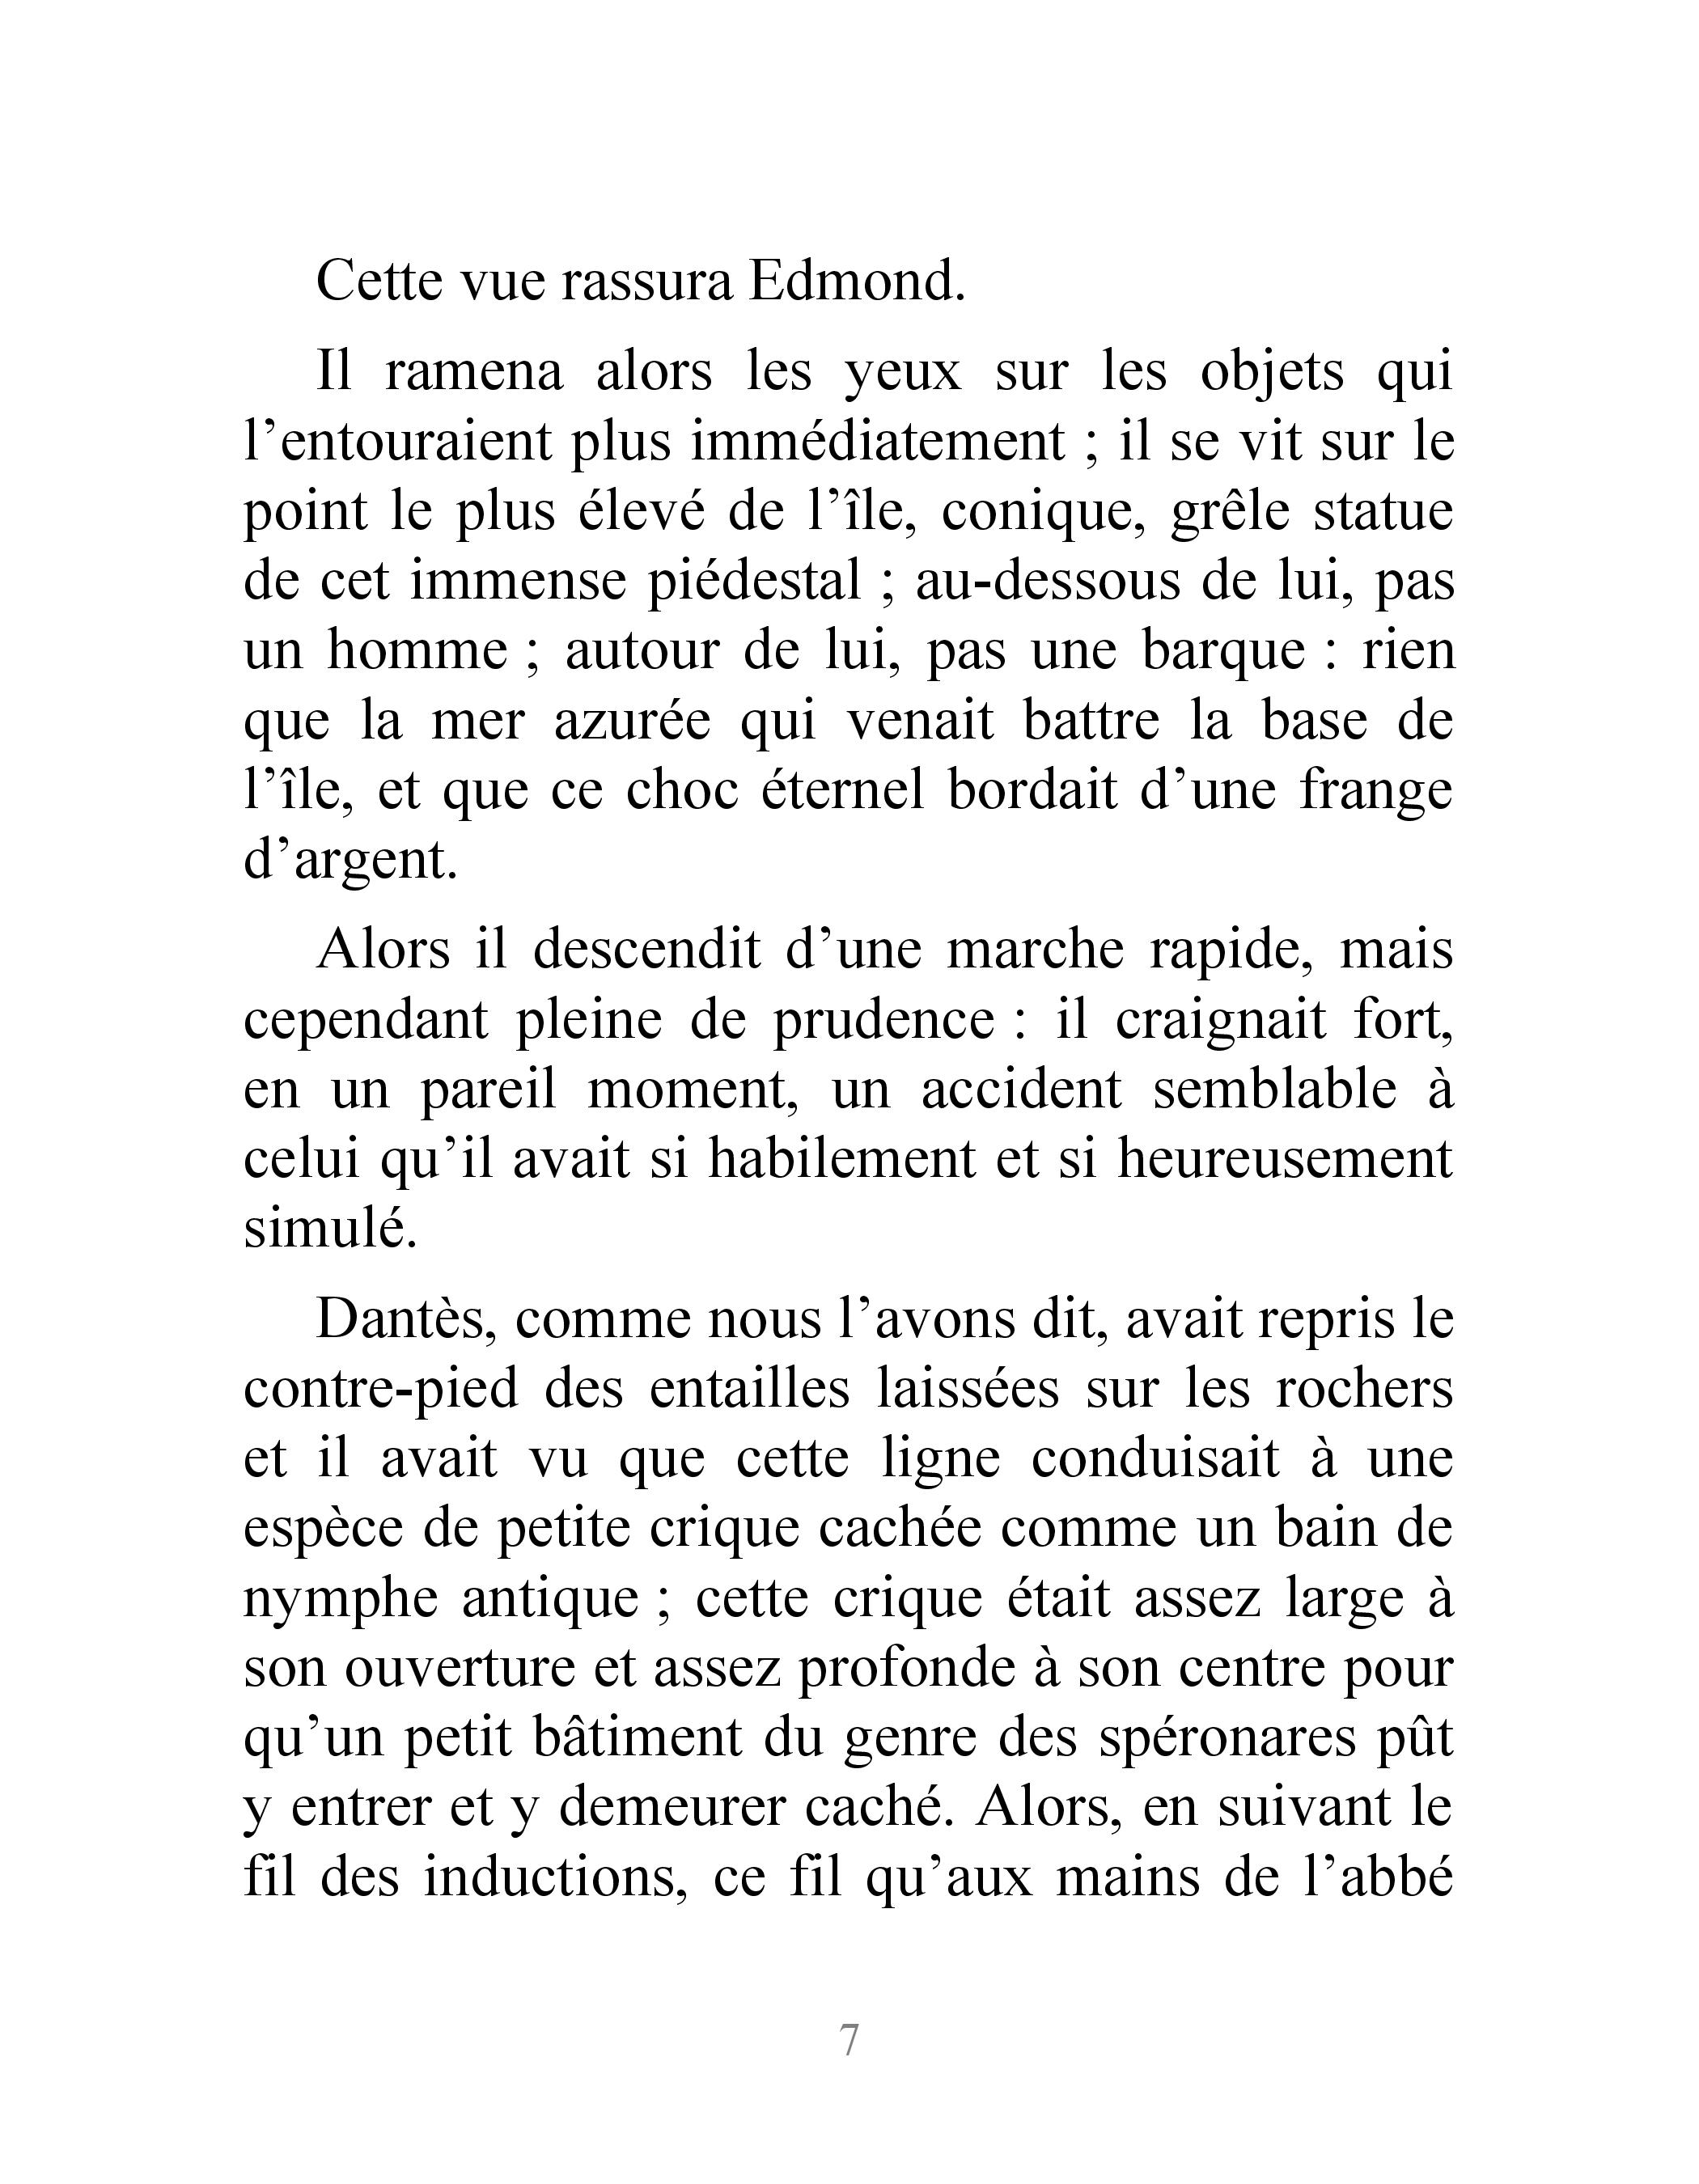 Cette vue rassura Edmond.
Il ramena alors les yeux sur les objets qui
l’entouraient plus immédiatement ; il se vit sur le
point le plus élevé de l’île, conique, grêle statue
de cet immense piédestal ; au-dessous de lui, pas
un homme ; autour de lui, pas une barque : rien
que la mer azurée qui venait battre la base de
l’île, et que ce choc éternel bordait d’une frange
d’argent.
Alors il descendit d’une marche rapide, mais
cependant pleine de prudence : il craignait fort,
en un pareil moment, un accident semblable à
celui qu’il avait si habilement et si heureusement
simulé.
Dantès, comme nous l’avons dit, avait repris le
contre-pied des entailles laissées sur les rochers
et il avait vu que cette ligne conduisait à une
espèce de petite crique cachée comme un bain de
nymphe antique ; cette crique était assez large à
son ouverture et assez profonde à son centre pour
qu’un petit bâtiment du genre des spéronares pût
y entrer et y demeurer caché. Alors, en suivant le
fil des inductions, ce fil qu’aux mains de l’abbé
7